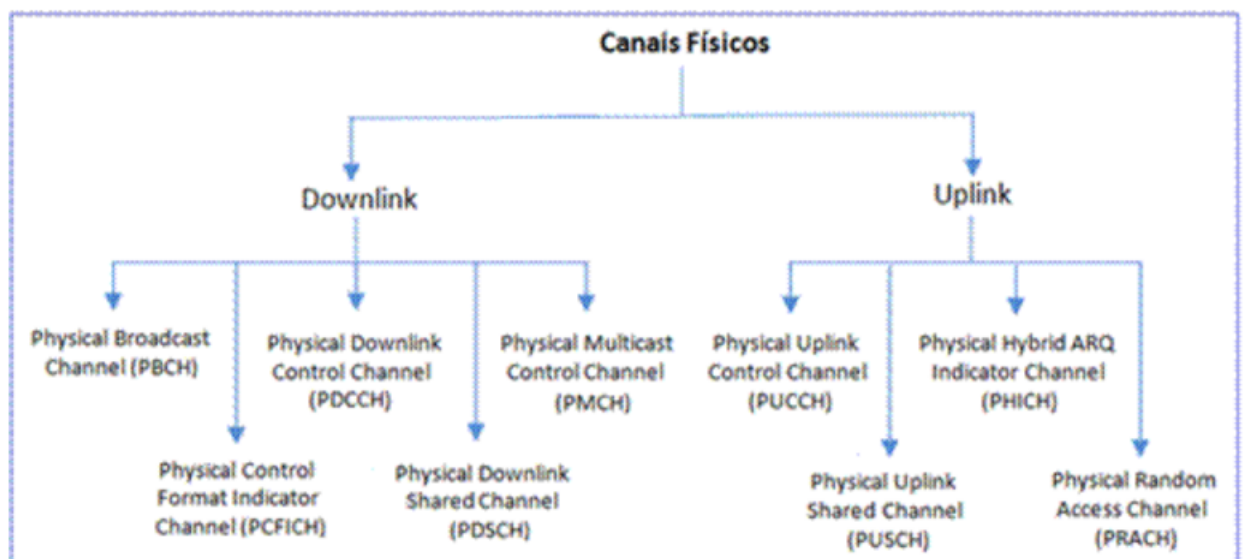 Canais Físicos
Downlink
Uplink
Physical Broadcast
Channel (PBCH)
Physical Downlink
Control Channel
(PDCCH)
Physical Multicast
Control Channel
(PMCH)
Physical Uplink
Control Channel
(PUCCH)
Physical Hybrid ARQ
Indicator Channel
(PHICH)
Physical Control
Format Indicator
Channel (PCFICH)
Physical Downlink
Shared Channel
(PDSCH)
Physical Uplink
Shared Channel
(PUSCH)
Physical Random
Access Channel
(PRACH)